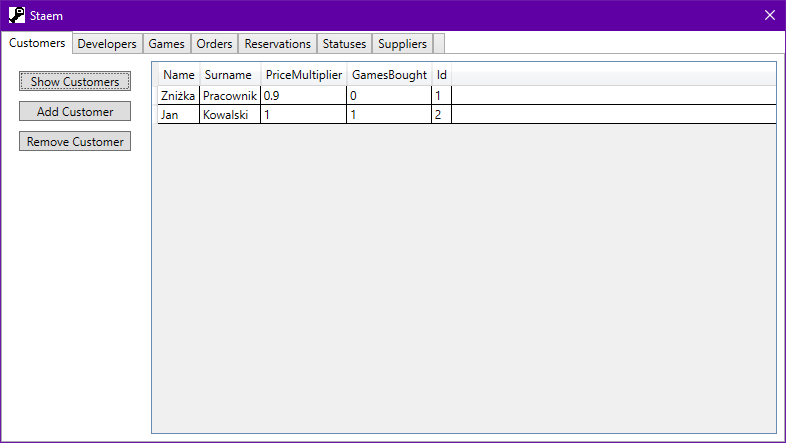 Staem
Customers Developers Games Orders Reservations Statuses Suppliers
Show Customers
Add Customer
Remove Customer
Name Surname PriceMultiplier GamesBought Id
Zniżka Pracownik 0.9 0 1
Jan Kowalski 1 1 2